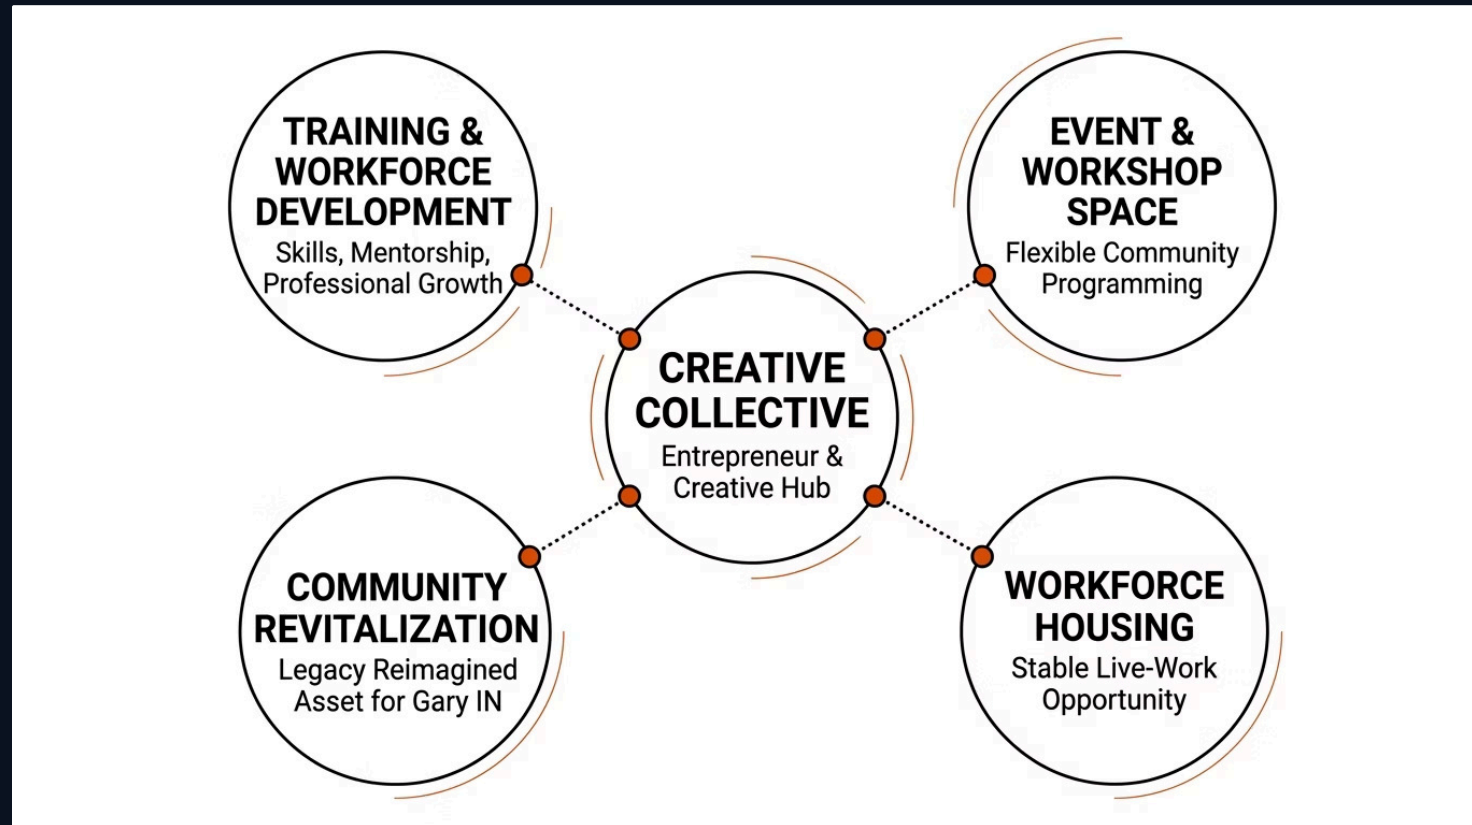 TRAINING &
WORKFORCE
DEVELOPMENT
Skills, Mentorship,
Professional Growth
EVENT &
WORKSHOP
SPACE
Flexible Community
Programming
CREATIVE
COLLECTIVE
Entrepreneur &
Creative Hub
COMMUNITY
REVITALIZATION
Legacy Reimagined
Asset for Gary IN
WORKFORCE
HOUSING
Stable Live-Work
Opportunity